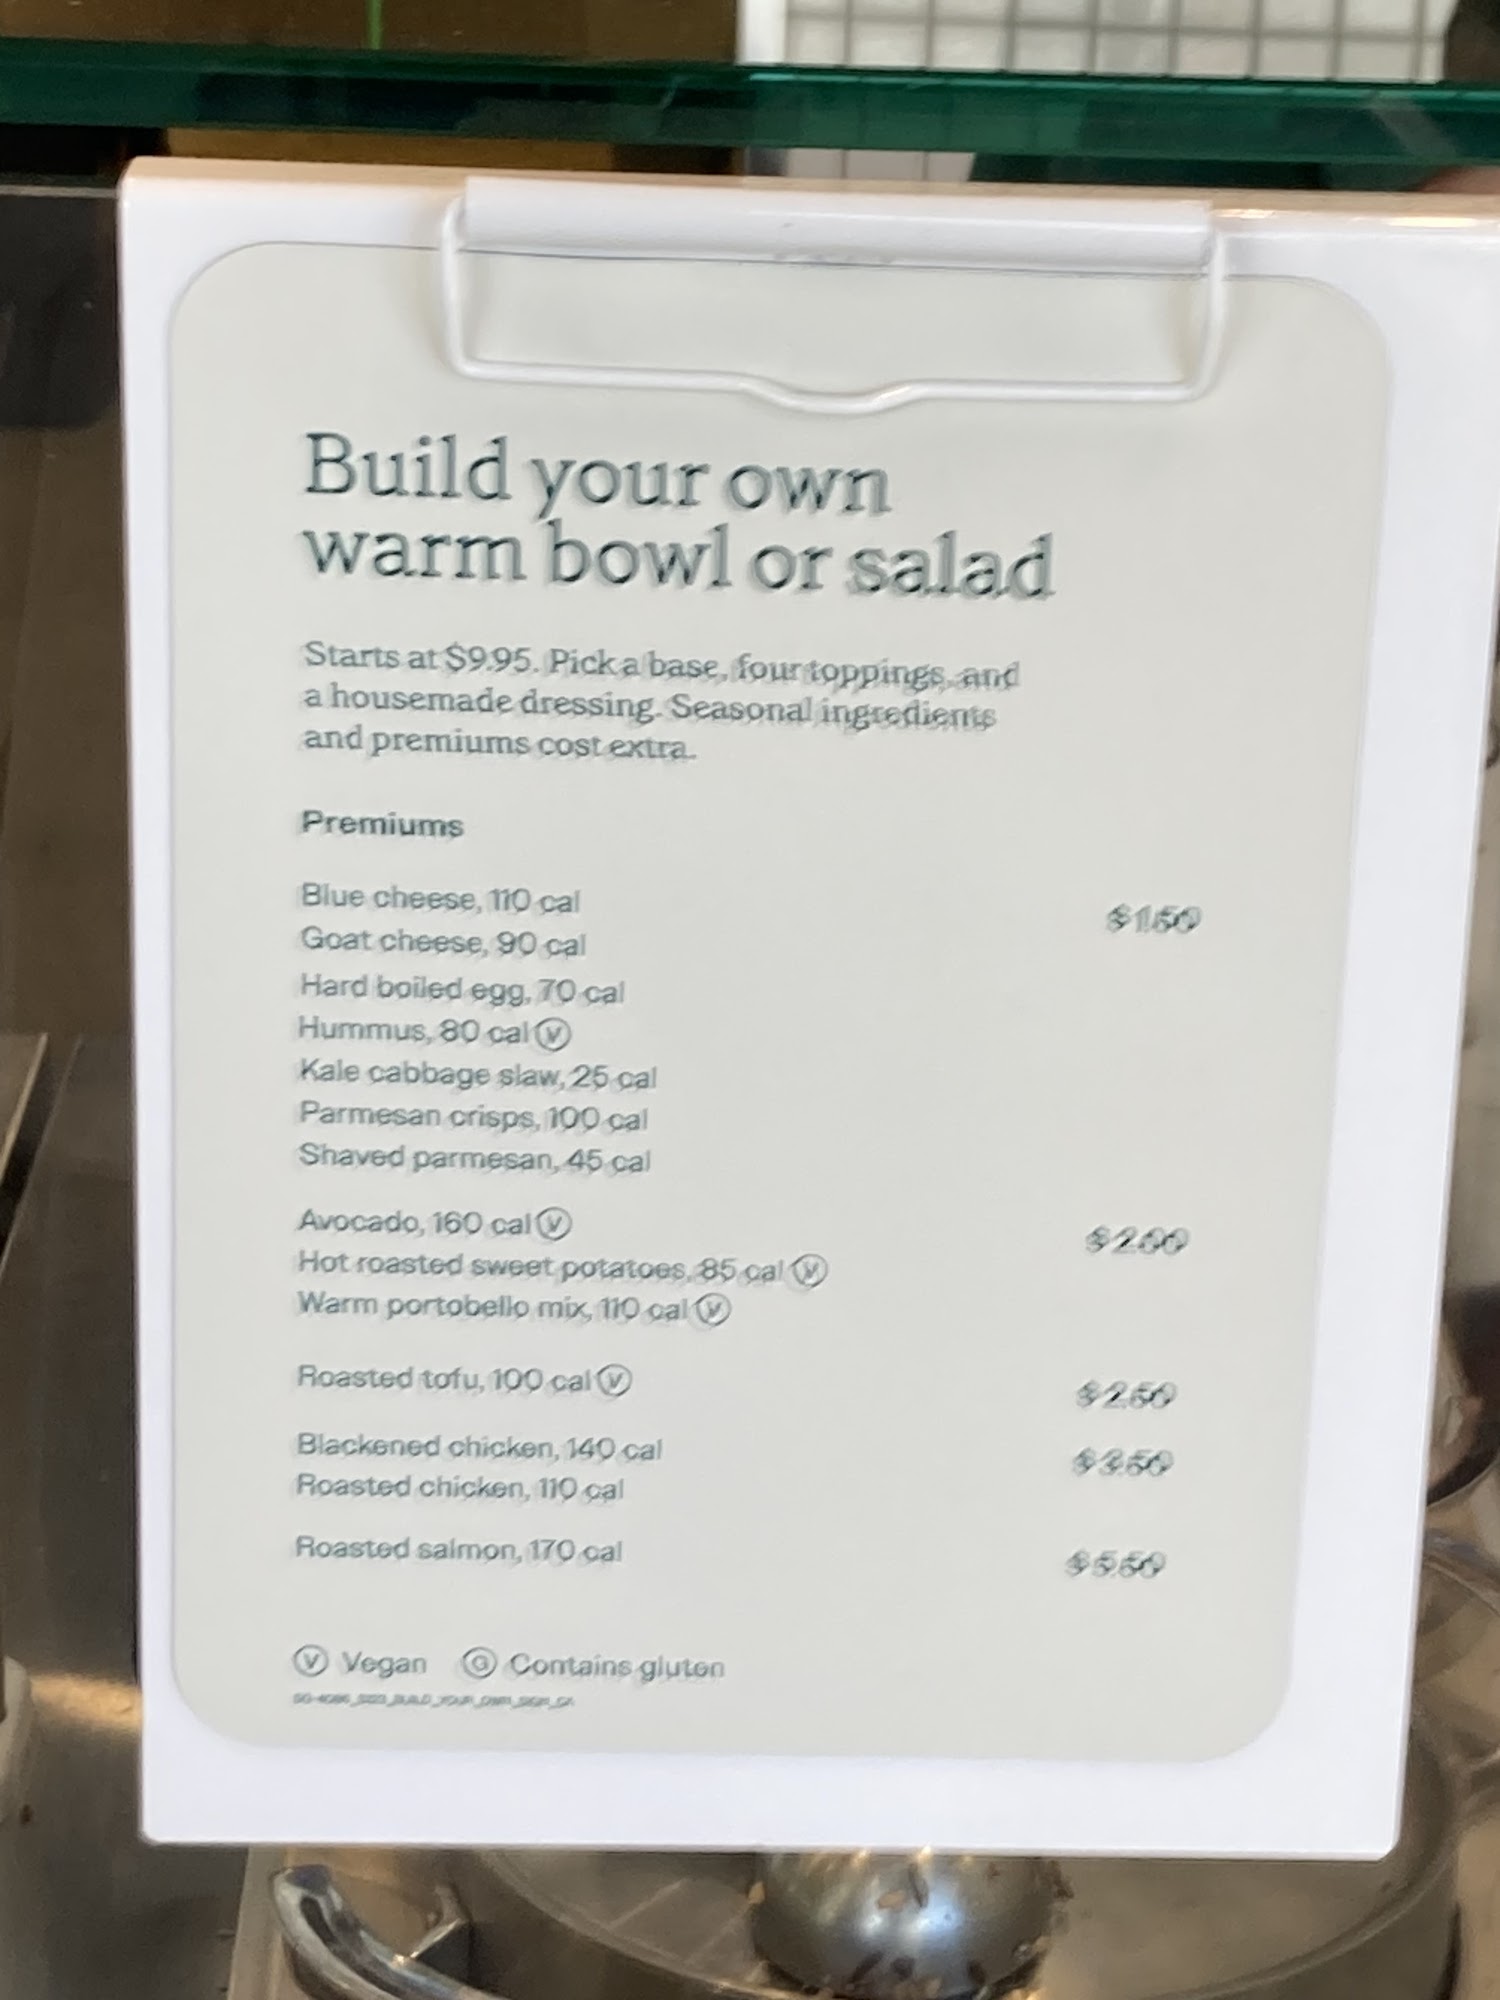 Build your own
warm bowl or salad
Starts at $9.95. Pick a base, four toppings, and
a housemade dressing. Seasonal ingredients
and premiums cost extra.
Premiums
Blue cheese, 110 cal $1.50
Goat cheese, 90 cal
Hard boiled egg, 70 cal
Hummus, 80 cal Ⓥ
Kale cabbage slaw, 25 cal
Parmesan crisps, 100 cal
Shaved parmesan, 45 cal
Avocado, 160 cal Ⓥ $2.00
Hot roasted sweet potatoes, 85 cal Ⓥ
Warm portobello mix, 110 cal Ⓥ
Roasted tofu, 100 cal Ⓥ $2.50
Blackened chicken, 140 cal $3.50
Roasted chicken, 110 cal
Roasted salmon, 170 cal $5.50
Ⓥ Vegan Ⓖ Contains gluten